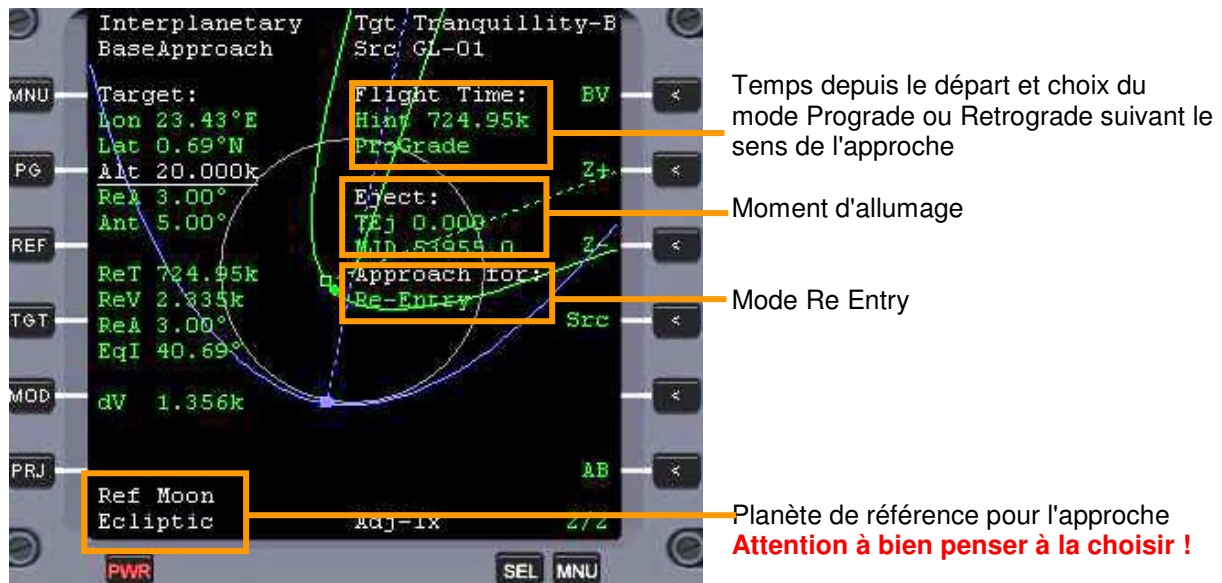 Interplanetary Tgt Tranquillity-B
BaseApproach Src GL-01
MNU Target: Flight Time: BV <
Lon 23.43°E Hint 724.95k
Lat 0.69°N ProGrade
PG Alt 20.000k Z+ <
ReA 3.00° Eject:
Ant 5.00° TEj 0.000
REF MJD 53955.0 Z- <
ReT 724.95k Approach for:
ReV 2.335k Re-Entry
TGT ReA 3.00° Src <
EqI 40.69°
MOD dV 1.356k <
PRJ AB <
Ref Moon
Ecliptic Adj-1x 2/2
PWR SEL MNU
Temps depuis le départ et choix du
mode Prograde ou Retrograde suivant le
sens de l'approche
Moment d'allumage
Mode Re Entry
Planète de référence pour l'approche
Attention à bien penser à la choisir !